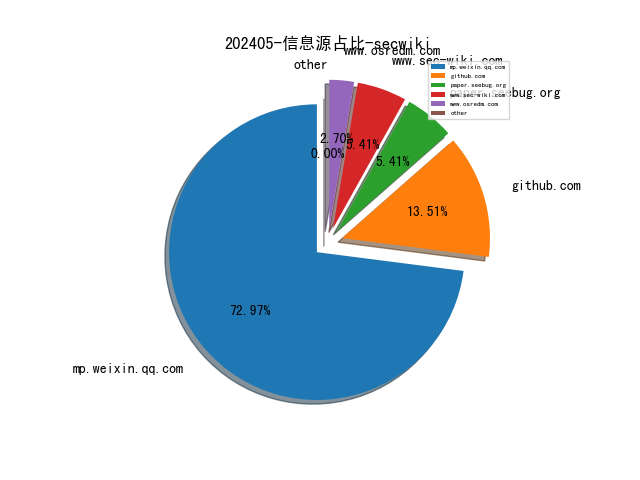 202405-信息源占比-secwiki
www.osredm.com
www.sec-wiki.com
other
mp.weixin.qq.com
github.com
paper.seebug.org
www.sec-wiki.com
www.osredm.com
other
paper.seebug.org
2.70%
0.00%
5.41%
5.41%
github.com
13.51%
72.97%
mp.weixin.qq.com